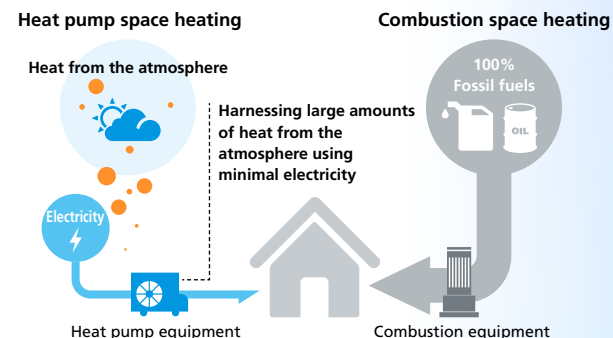 Heat pump space heating
Heat from the atmosphere
Harnessing large amounts
of heat from the
atmosphere using
minimal electricity
Electricity
Heat pump equipment
Combustion space heating
100%
Fossil fuels
OIL
Combustion equipment